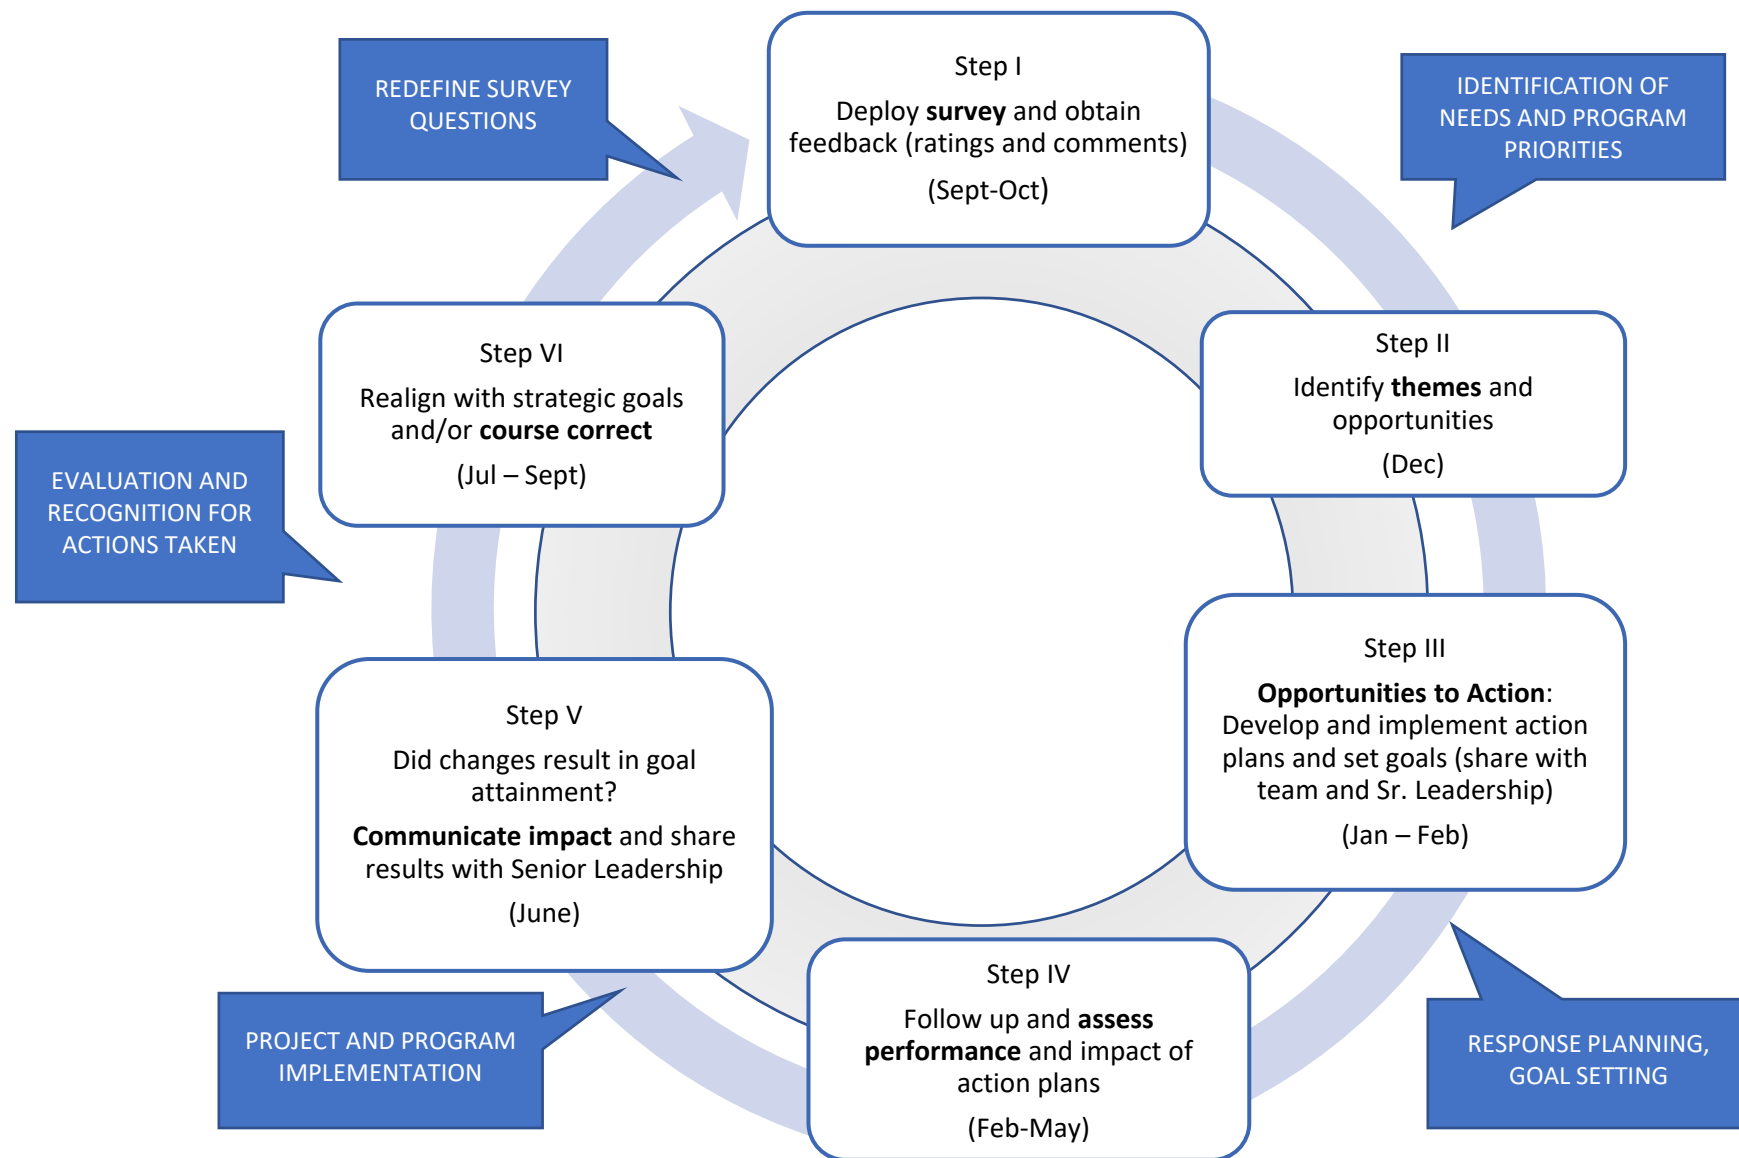 Step I
Deploy survey and obtain
feedback (ratings and comments)
(Sept-Oct)
IDENTIFICATION OF
NEEDS AND PROGRAM
PRIORITIES
Step II
Identify themes and
opportunities
(Dec)
Step III
Opportunities to Action:
Develop and implement action
plans and set goals (share with
team and Sr. Leadership)
(Jan – Feb)
RESPONSE PLANNING,
GOAL SETTING
Step IV
Follow up and assess
performance and impact of
action plans
(Feb-May)
PROJECT AND PROGRAM
IMPLEMENTATION
Step V
Did changes result in goal
attainment?
Communicate impact and share
results with Senior Leadership
(June)
EVALUATION AND
RECOGNITION FOR
ACTIONS TAKEN
Step VI
Realign with strategic goals
and/or course correct
(Jul – Sept)
REDEFINE SURVEY
QUESTIONS